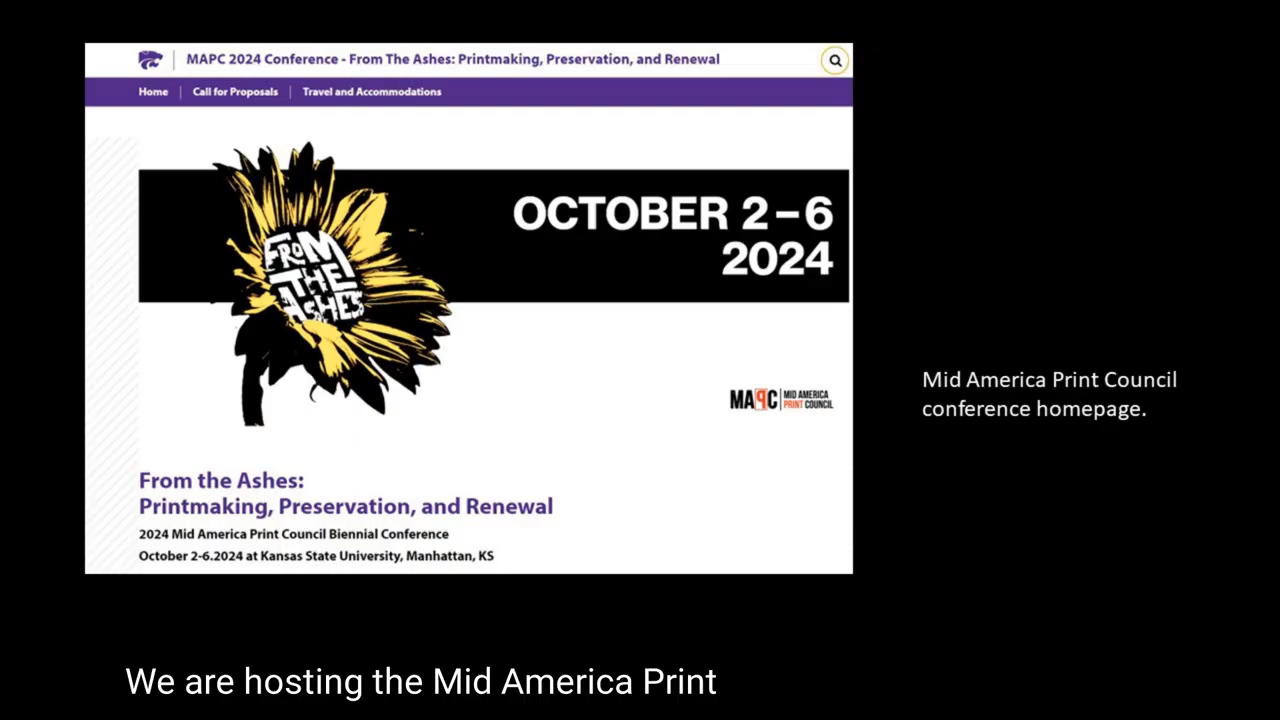 MAPC 2024 Conference - From The Ashes: Printmaking, Preservation, and Renewal
Home | Call for Proposals | Travel and Accommodations
OCTOBER 2–6
2024
FROM
THE
ASHES
MAPC | MID AMERICA
PRINT COUNCIL
Mid America Print Council
conference homepage.
From the Ashes:
Printmaking, Preservation, and Renewal
2024 Mid America Print Council Biennial Conference
October 2-6.2024 at Kansas State University, Manhattan, KS
We are hosting the Mid America Print